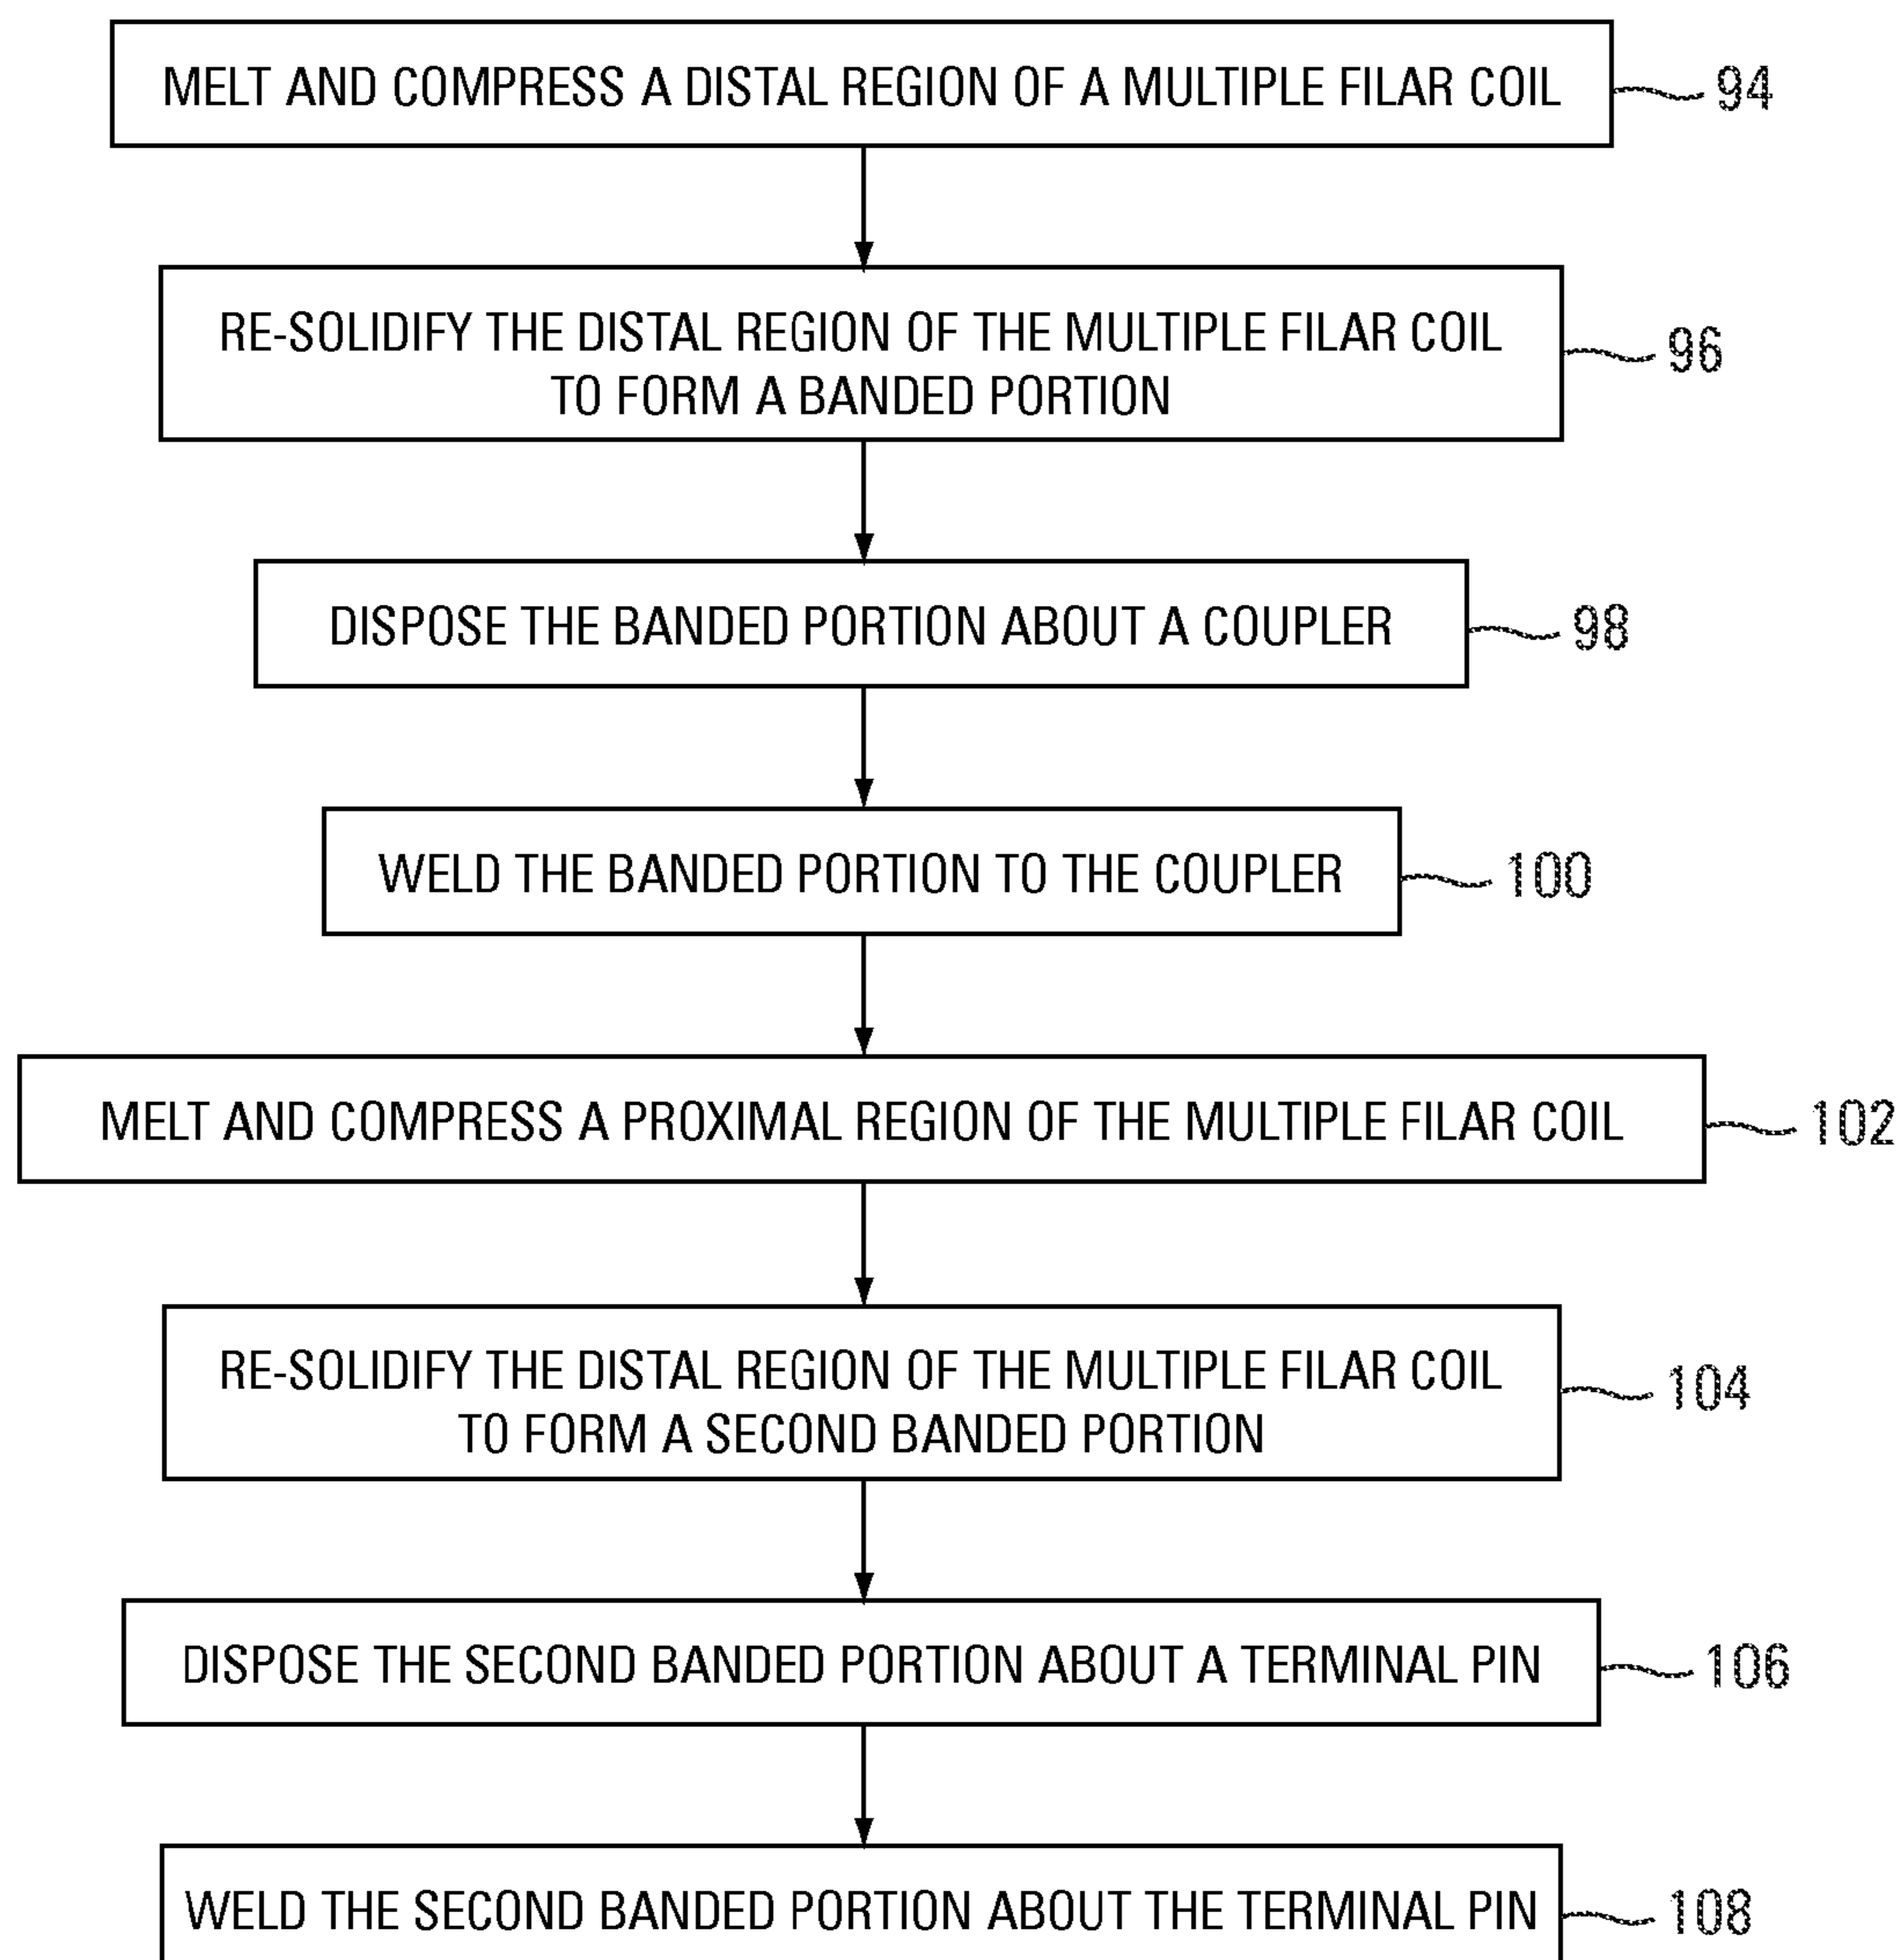 MELT AND COMPRESS A DISTAL REGION OF A MULTIPLE FILAR COIL
94
RE-SOLIDIFY THE DISTAL REGION OF THE MULTIPLE FILAR COIL
TO FORM A BANDED PORTION
96
DISPOSE THE BANDED PORTION ABOUT A COUPLER
98
WELD THE BANDED PORTION TO THE COUPLER
100
MELT AND COMPRESS A PROXIMAL REGION OF THE MULTIPLE FILAR COIL
102
RE-SOLIDIFY THE DISTAL REGION OF THE MULTIPLE FILAR COIL
TO FORM A SECOND BANDED PORTION
104
DISPOSE THE SECOND BANDED PORTION ABOUT A TERMINAL PIN
106
WELD THE SECOND BANDED PORTION ABOUT THE TERMINAL PIN
108